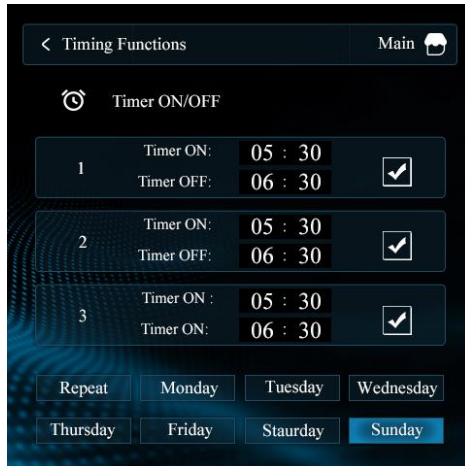 < Timing Functions Main
Timer ON/OFF
1
Timer ON: 05 : 30
Timer OFF: 06 : 30
2
Timer ON: 05 : 30
Timer OFF: 06 : 30
3
Timer ON : 05 : 30
Timer ON: 06 : 30
Repeat Monday Tuesday Wednesday
Thursday Friday Staurday Sunday